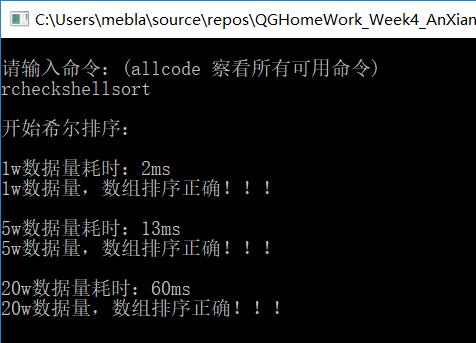 C:\Users\mebla\source\repos\QGHomeWork_Week4_AnXian
请输入命令：(allcode 察看所有可用命令)
rcheckshellsort
开始希尔排序：
1w数据量耗时：2ms
1w数据量，数组排序正确！！！
5w数据量耗时：13ms
5w数据量，数组排序正确！！！
20w数据量耗时：60ms
20w数据量，数组排序正确！！！